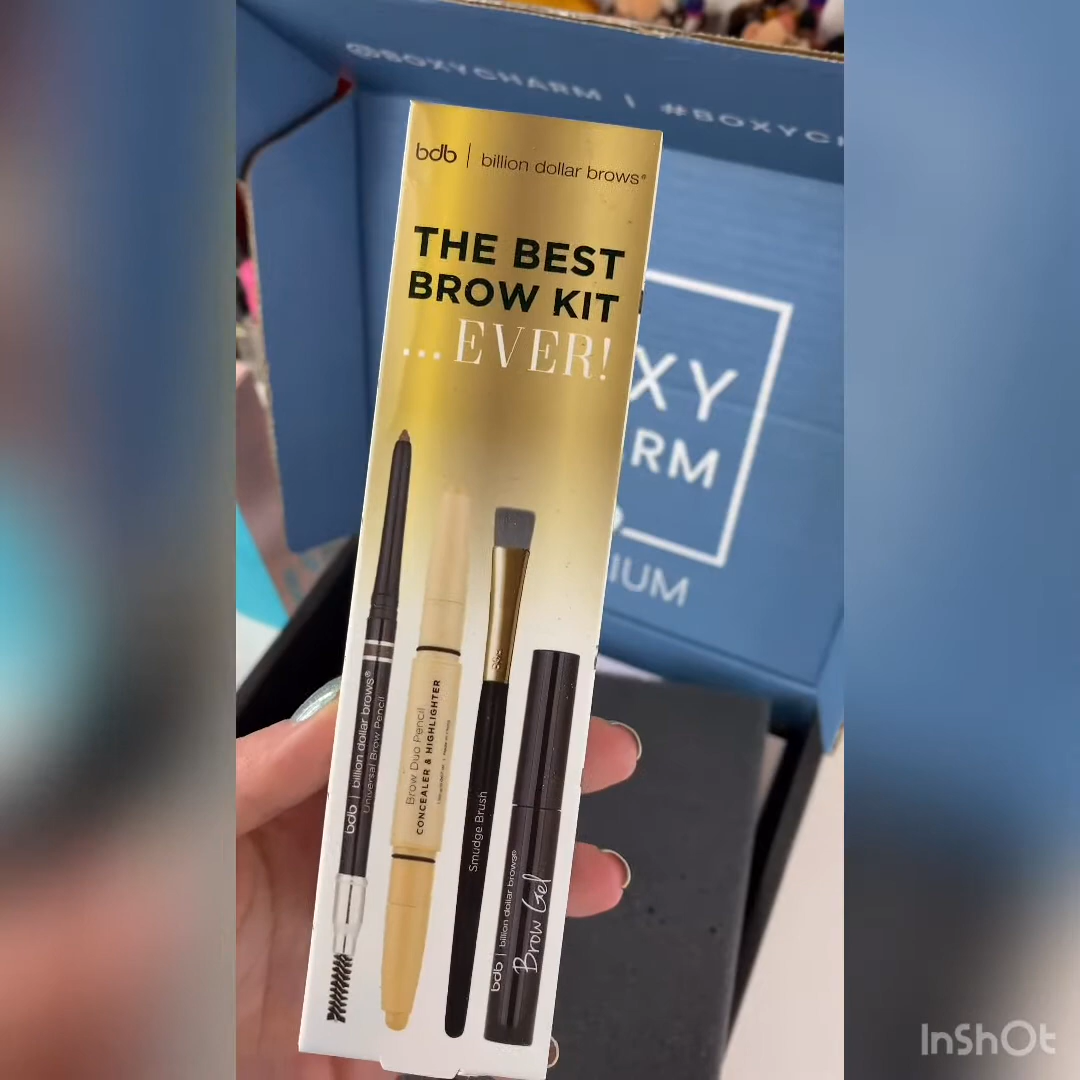 @BOXYCHARM | #BOXYCH
bdb | billion dollar brows®
THE BEST
BROW KIT
...EVER!
XY
RM
IUM
bdb | billion dollar brows®
Universal Brow Pencil
Brow Duo Pencil
CONCEALER & HIGHLIGHTER
Smudge Brush
bdb | billion dollar brows®
Brow Gel
InShOt